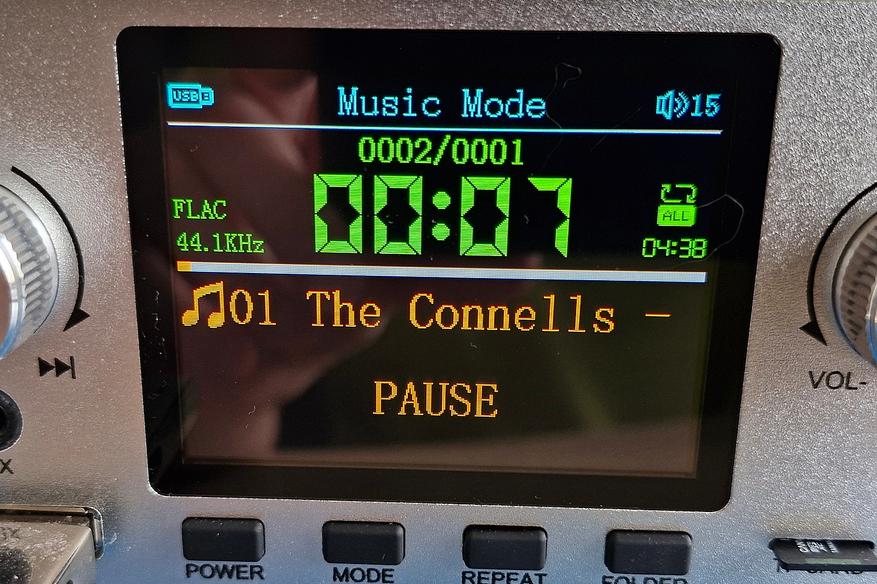 USB
Music Mode
15
0002/0001
FLAC
44.1KHz
00:07
ALL
04:38
01 The Connells -
PAUSE
VOL-
X
POWER
MODE
REPEAT
FOLDER